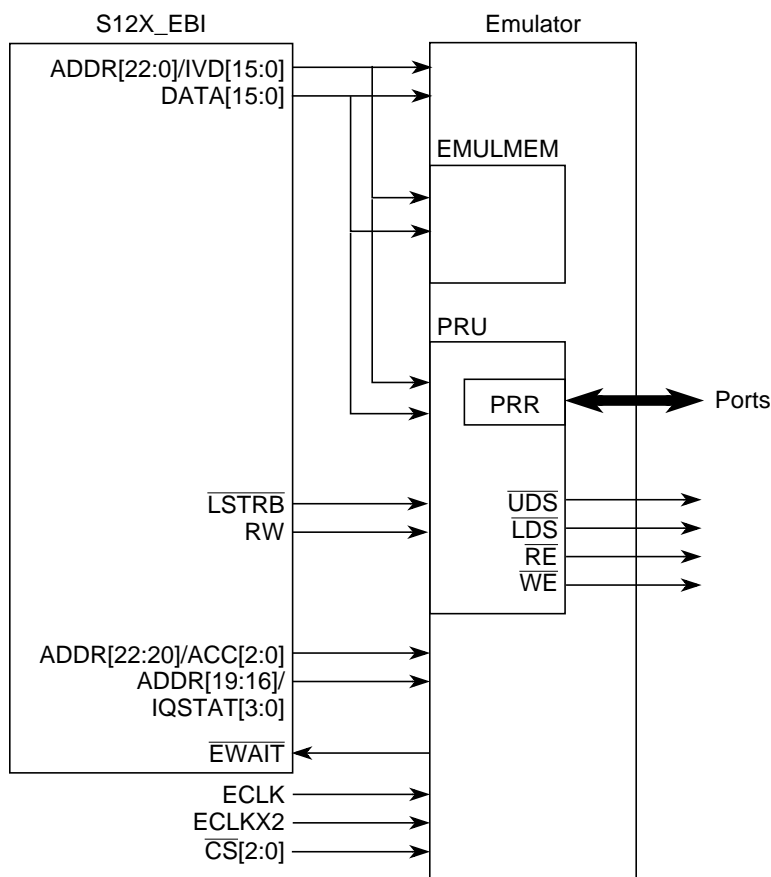 S12X_EBI
Emulator
ADDR[22:0]/IVD[15:0]
DATA[15:0]
EMULMEM
PRU
PRR
Ports
LSTRB
RW
UDS
LDS
RE
WE
ADDR[22:20]/ACC[2:0]
ADDR[19:16]/
IQSTAT[3:0]
EWAIT
ECLK
ECLKX2
CS[2:0]